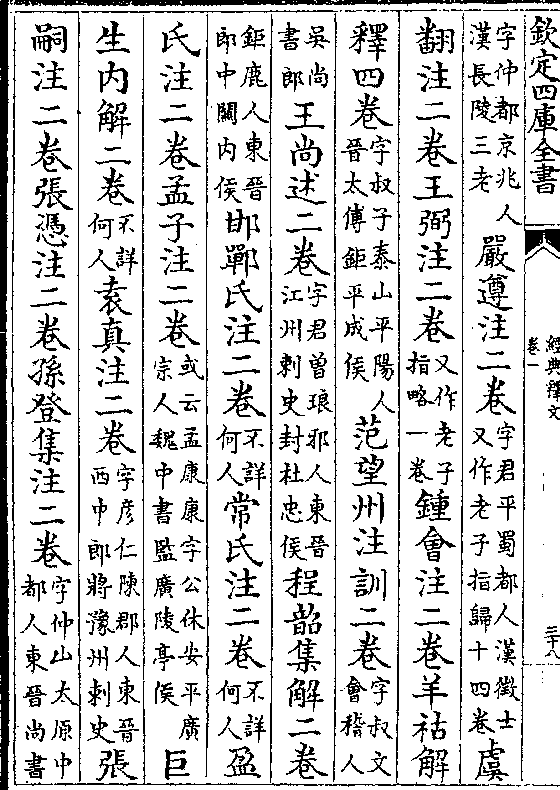 欽定四庫全書
經典釋文
卷一
三十八
字仲都京兆人漢長陵三老嚴遵注二卷字君平蜀都人漢徵士又作老子指歸十四卷虞
翻注二卷王弼注二卷又作老子指略一卷鍾會注二卷羊祜解
釋四卷字叔子泰山平陽人晉太傅鉅平成侯范望州注訓二卷字叔文會稽人
吳尚書郎王尚述二卷字君曾琅邪人東晉江州刺史封杜忠侯程韶集解二卷
鉅鹿人東晉郎中關內侯邯鄲氏注二卷不詳何人常氏注二卷不詳何人盈
氏注二卷孟子注二卷或云孟康康字公休安平廣宗人魏中書監廣陵亭侯巨
生內解二卷不詳何人袁真注二卷字彥仁陳郡人東晉西中郎將豫州刺史張
嗣注二卷張憑注二卷孫登集注二卷字仲山太原中都人東晉尚書